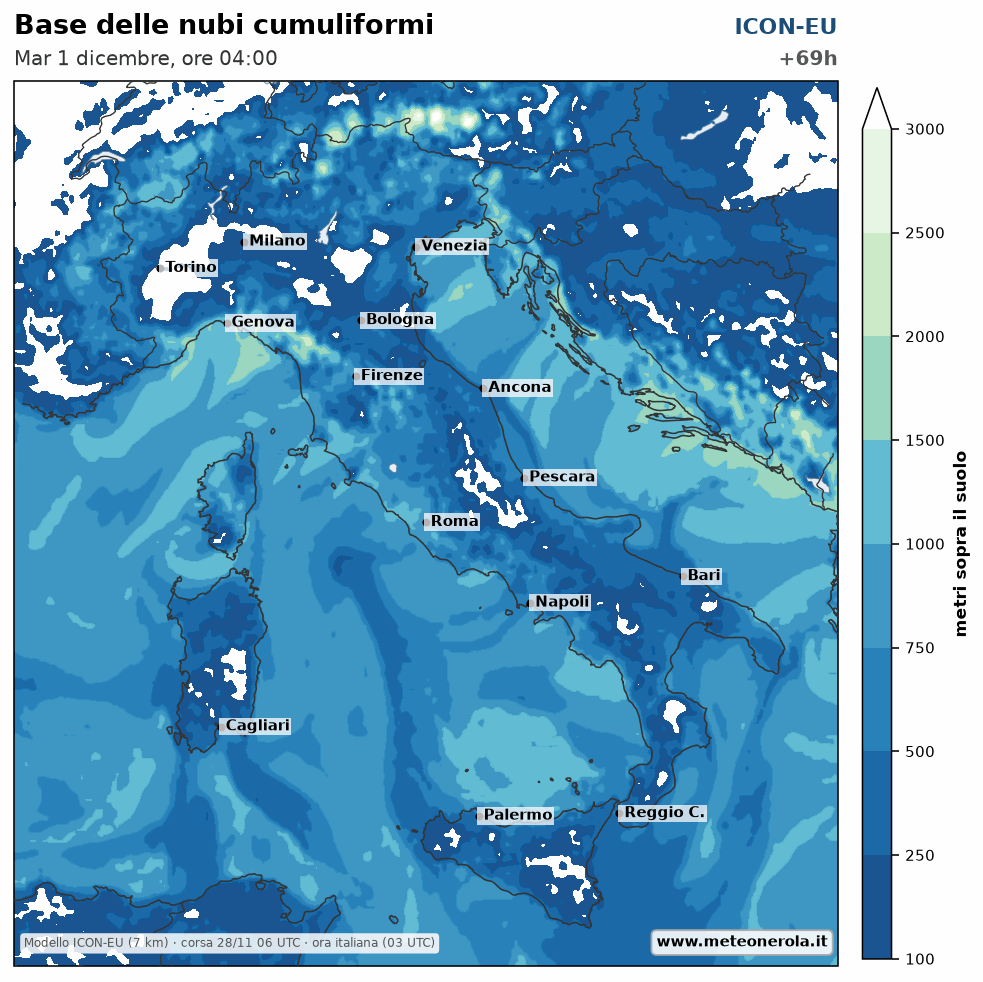 Base delle nubi cumuliformi
ICON-EU
Mar 1 dicembre, ore 04:00
+69h
3000
2500
2000
1500
1000
750
500
250
100
metri sopra il suolo
Milano
Venezia
Torino
Genova
Bologna
Firenze
Ancona
Pescara
Roma
Bari
Napoli
Cagliari
Palermo
Reggio C.
Modello ICON-EU (7 km) · corsa 28/11 06 UTC · ora italiana (03 UTC)
www.meteonerola.it